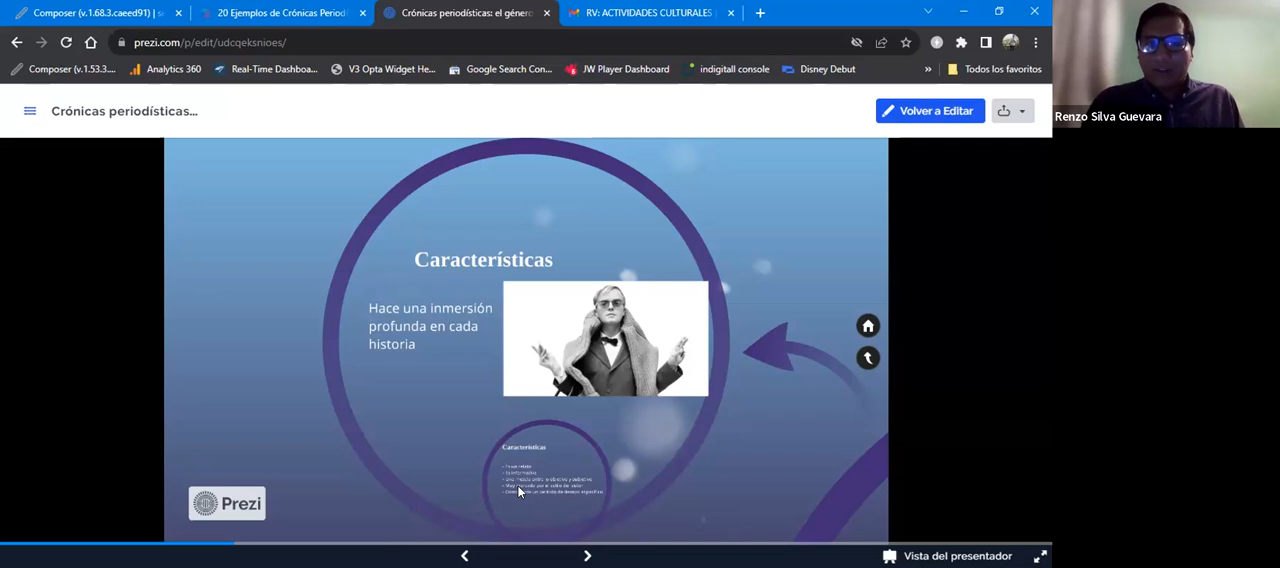 Composer (v.1.68.3.caeed91) | s
20 Ejemplos de Crónicas Period
Crónicas periodísticas: el género
RV: ACTIVIDADES CULTURALES
prezi.com/p/edit/udcqeksnioes/
Composer (v.1.53.3....
Analytics 360
Real-Time Dashboa...
V3 Opta Widget He...
Google Search Con...
JW Player Dashboard
indigitall console
Disney Debut
»
Todos los favoritos
Crónicas periodísticas...
Volver a Editar
Renzo Silva Guevara
Características
Hace una inmersión
profunda en cada
historia
Características
Prezi
Vista del presentador